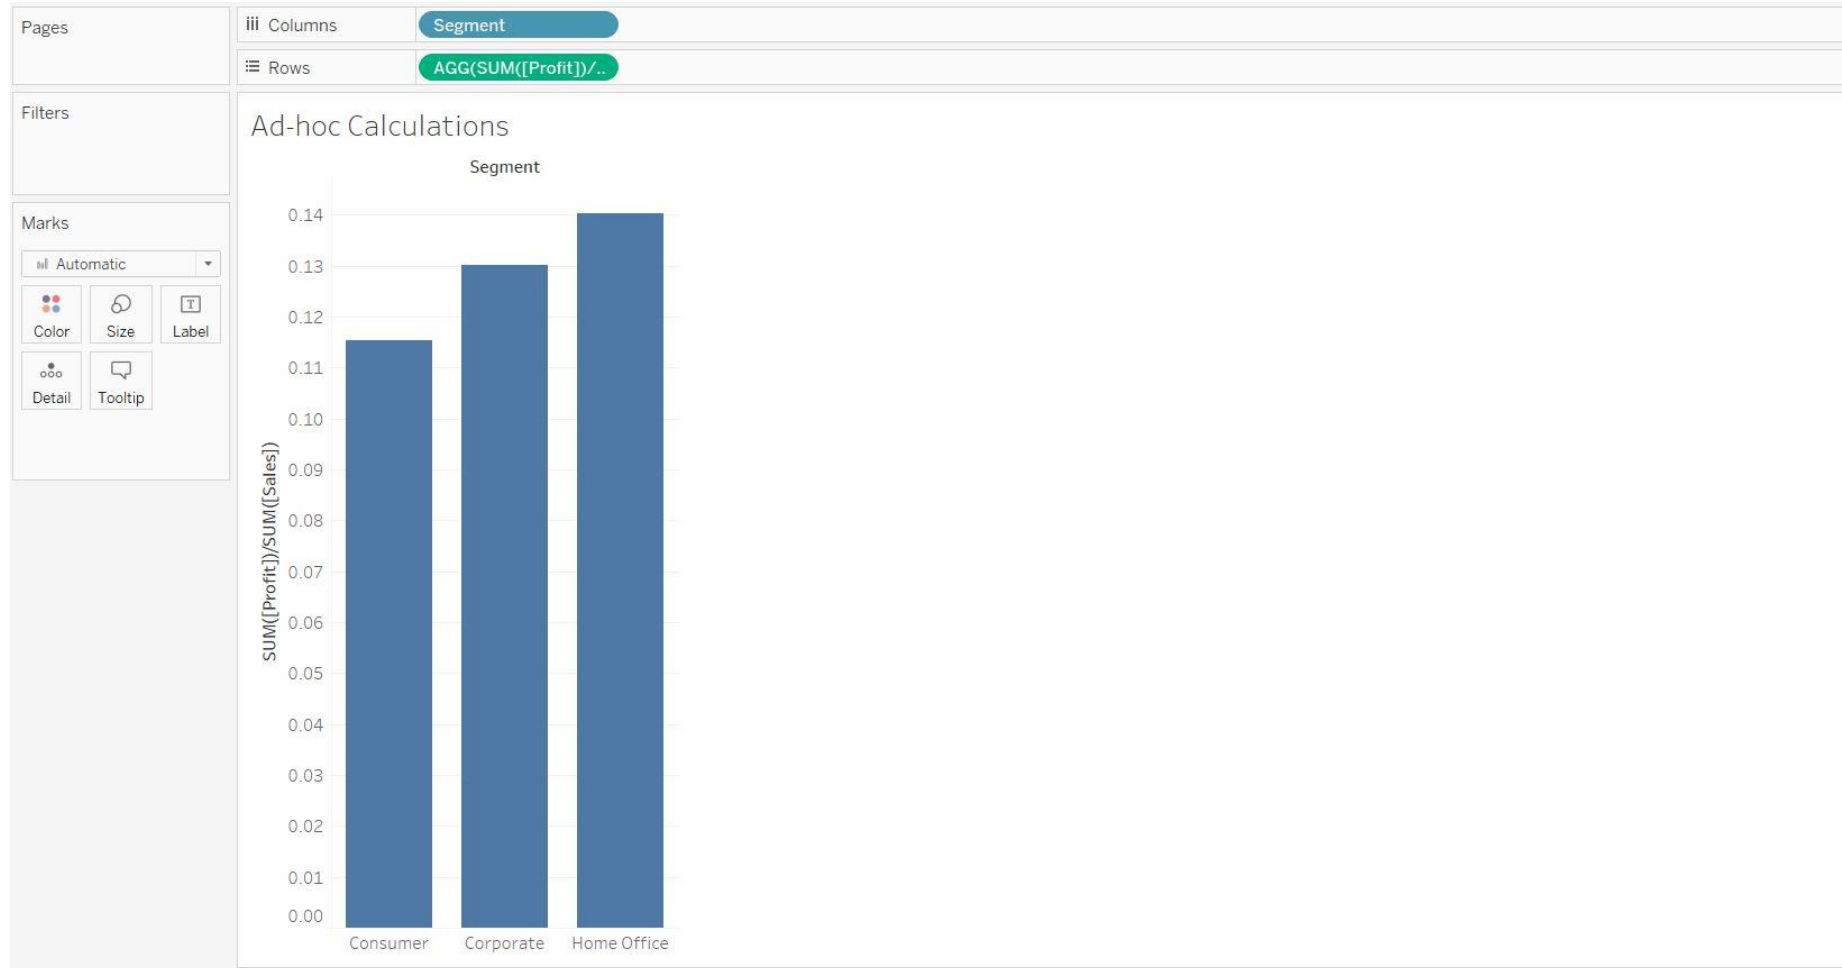 Pages
Columns
Segment
Rows
AGG(SUM([Profit])/..
Filters
Marks
Automatic
Color
Size
T
Label
Detail
Tooltip
Ad-hoc Calculations
Segment
SUM([Profit])/SUM([Sales])
0.14
0.13
0.12
0.11
0.10
0.09
0.08
0.07
0.06
0.05
0.04
0.03
0.02
0.01
0.00
Consumer
Corporate
Home Office